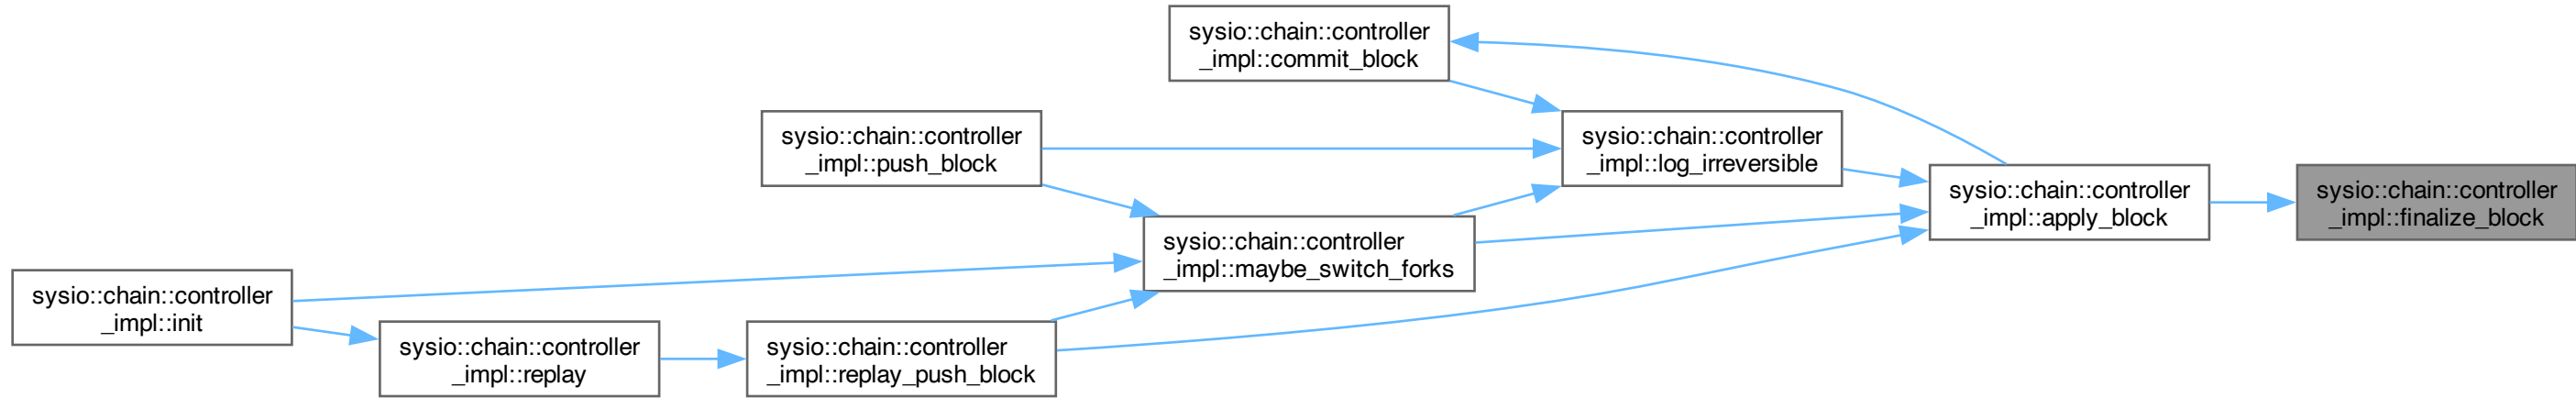 sysio::chain::controller
_impl::commit_block
sysio::chain::controller
_impl::push_block
sysio::chain::controller
_impl::log_irreversible
sysio::chain::controller
_impl::apply_block
sysio::chain::controller
_impl::finalize_block
sysio::chain::controller
_impl::maybe_switch_forks
sysio::chain::controller
_impl::init
sysio::chain::controller
_impl::replay
sysio::chain::controller
_impl::replay_push_block